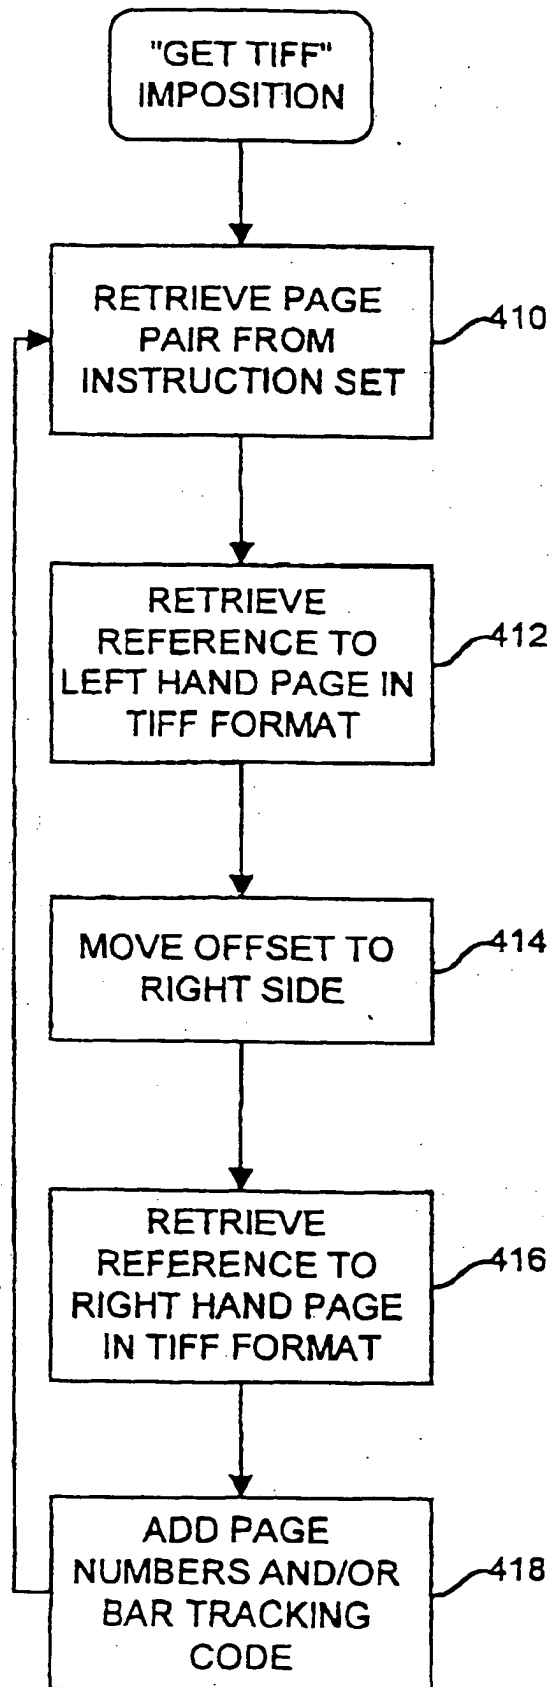 "GET TIFF"
IMPOSITION
RETRIEVE PAGE
PAIR FROM
INSTRUCTION SET
410
RETRIEVE
REFERENCE TO
LEFT HAND PAGE IN
TIFF FORMAT
412
MOVE OFFSET TO
RIGHT SIDE
414
RETRIEVE
REFERENCE TO
RIGHT HAND PAGE
IN TIFF FORMAT
416
ADD PAGE
NUMBERS AND/OR
BAR TRACKING
CODE
418